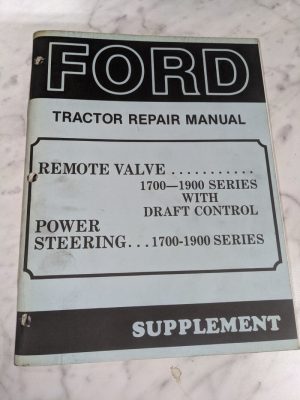 FORD
TRACTOR REPAIR MANUAL
REMOTE VALVE ...........
1700—1900 SERIES
WITH
DRAFT CONTROL
POWER
STEERING...1700-1900 SERIES
SUPPLEMENT